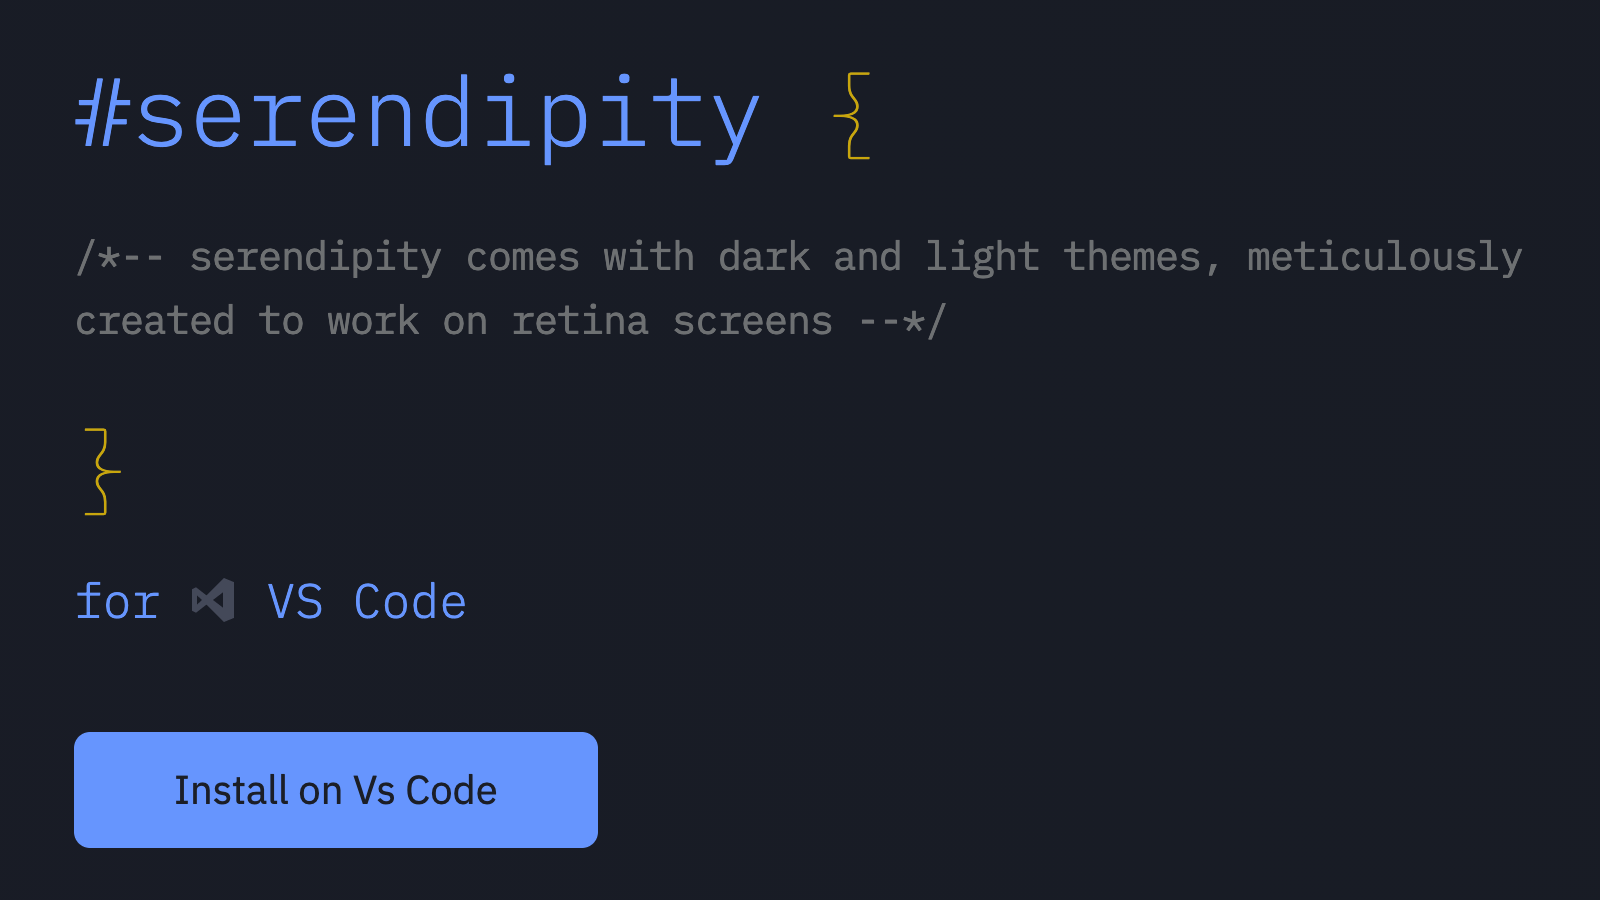 #serendipity {
/*-- serendipity comes with dark and light themes, meticulously
created to work on retina screens --*/
}
for VS Code
Install on Vs Code